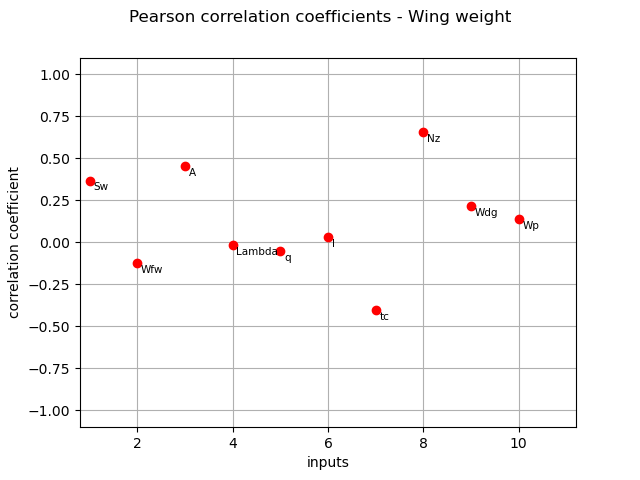 Pearson correlation coefficients - Wing weight
correlation coefficient
1.00
0.75
0.50
0.25
0.00
−0.25
−0.50
−0.75
−1.00
Sw
Wfw
A
Lambda
q
l
tc
Nz
Wdg
Wp
2
4
6
8
10
inputs